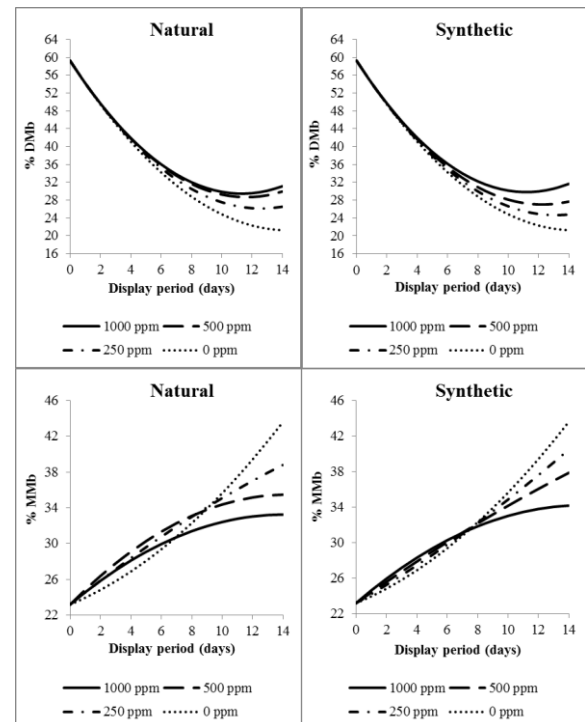 Natural
64
60
56
52
48
44
40
36
32
28
24
20
16
% DMb
0 2 4 6 8 10 12 14
Display period (days)
1000 ppm 500 ppm
250 ppm 0 ppm
Synthetic
64
60
56
52
48
44
40
36
32
28
24
20
16
% DMb
0 2 4 6 8 10 12 14
Display period (days)
1000 ppm 500 ppm
250 ppm 0 ppm
Natural
46
42
38
34
30
26
22
% MMb
0 2 4 6 8 10 12 14
Display period (days)
1000 ppm 500 ppm
250 ppm 0 ppm
Synthetic
46
42
38
34
30
26
22
% MMb
0 2 4 6 8 10 12 14
Display period (days)
1000 ppm 500 ppm
250 ppm 0 ppm